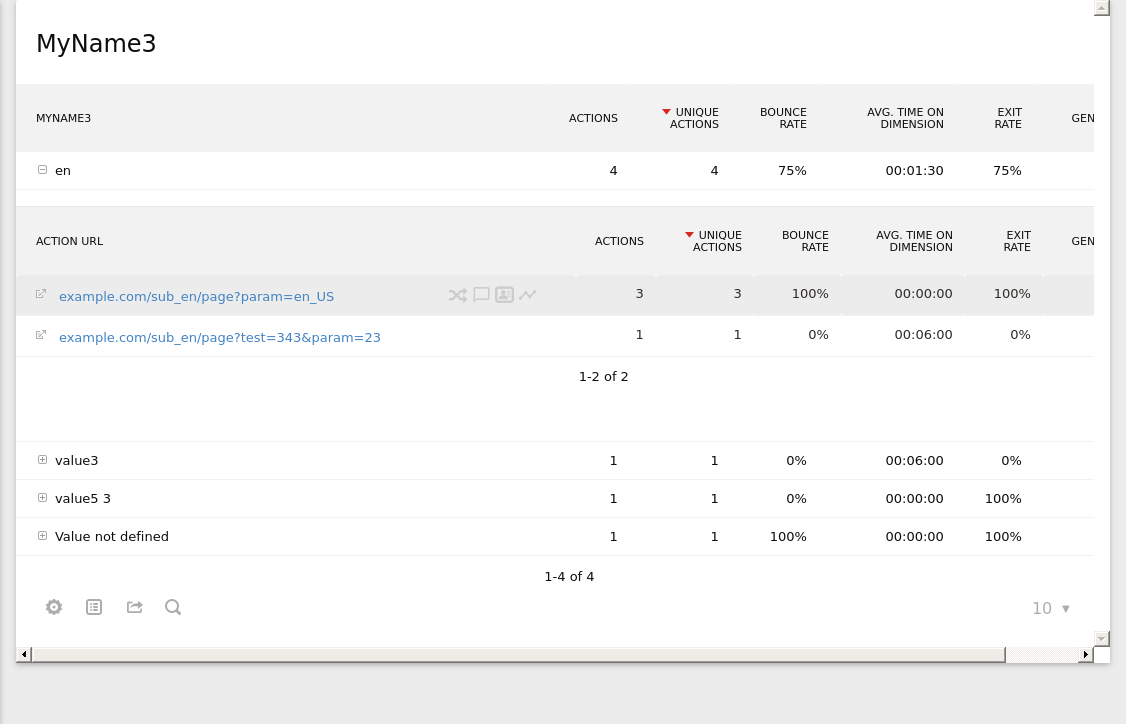 MyName3
MYNAME3 ACTIONS UNIQUE ACTIONS BOUNCE RATE AVG. TIME ON DIMENSION EXIT RATE GEN
en 4 4 75% 00:01:30 75%
ACTION URL ACTIONS UNIQUE ACTIONS BOUNCE RATE AVG. TIME ON DIMENSION EXIT RATE GEN
example.com/sub_en/page?param=en_US 3 3 100% 00:00:00 100%
example.com/sub_en/page?test=343&param=23 1 1 0% 00:06:00 0%
1-2 of 2
value3 1 1 0% 00:06:00 0%
value5 3 1 1 0% 00:00:00 100%
Value not defined 1 1 100% 00:00:00 100%
1-4 of 4
10